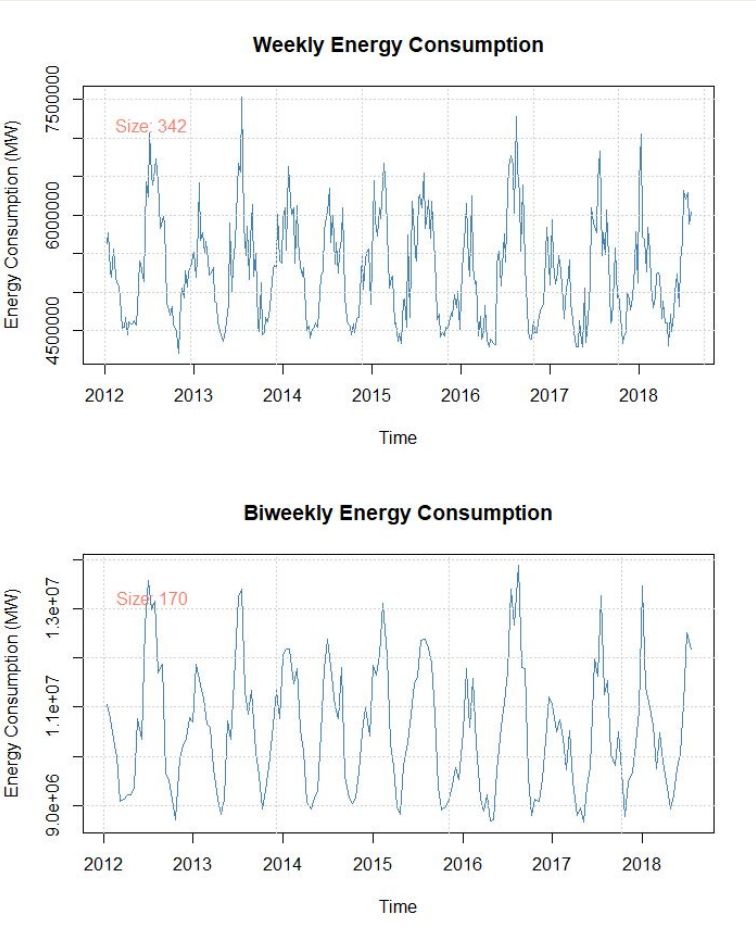 Weekly Energy Consumption
Energy Consumption (MW)
7500000
6000000
4500000
Size: 342
2012 2013 2014 2015 2016 2017 2018
Time
Biweekly Energy Consumption
Energy Consumption (MW)
1.3e+07
1.1e+07
9.0e+06
Size: 170
2012 2013 2014 2015 2016 2017 2018
Time